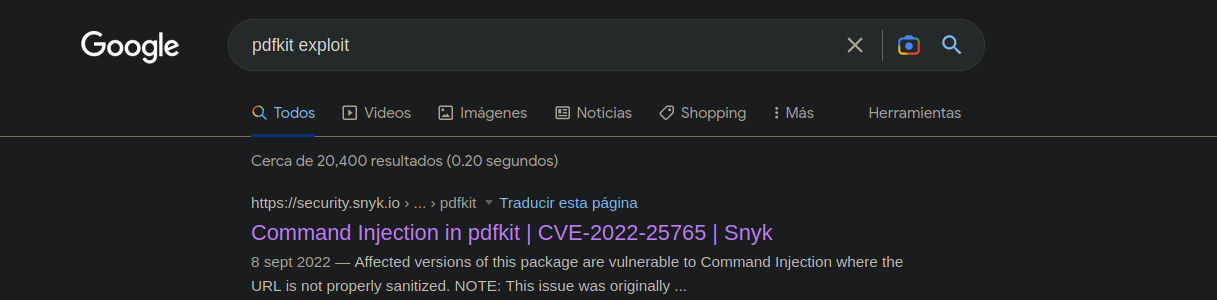 Google
pdfkit exploit
Todos Videos Imágenes Noticias Shopping Más Herramientas
Cerca de 20,400 resultados (0.20 segundos)
https://security.snyk.io › ... › pdfkit Traducir esta página
Command Injection in pdfkit | CVE-2022-25765 | Snyk
8 sept 2022 — Affected versions of this package are vulnerable to Command Injection where the
URL is not properly sanitized. NOTE: This issue was originally ...